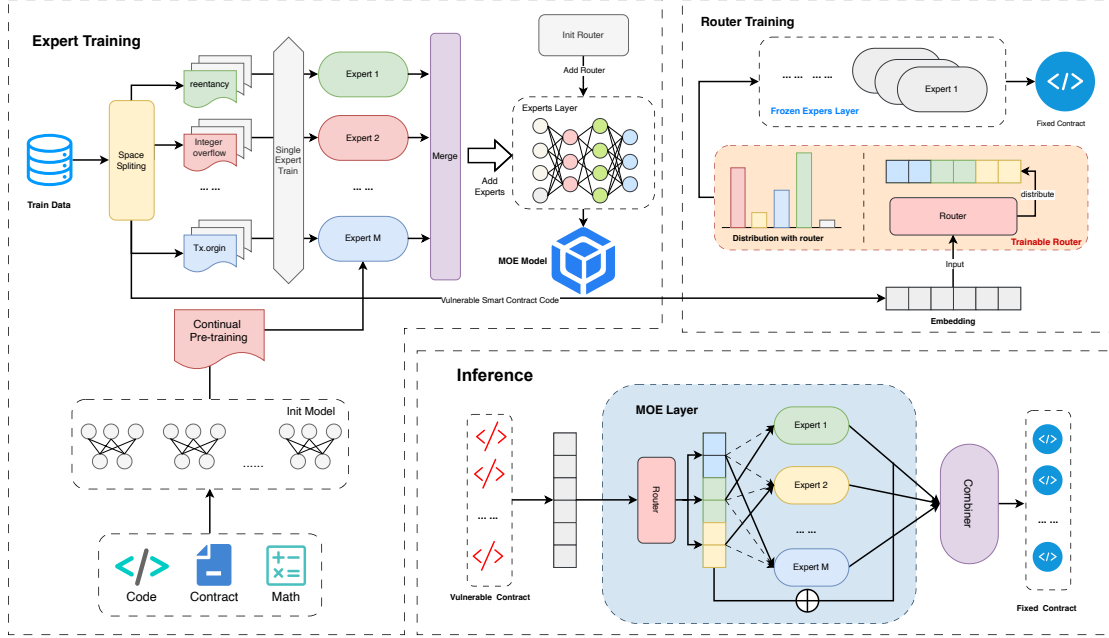 Expert Training
Train Data
Space
Spliting
reentancy
Integer
overflow
... ...
Tx.orgin
Single
Expert
Train
Expert 1
Expert 2
... ...
Expert M
Merge
Add
Experts
Init Router
Add Router
Experts Layer
MOE Model
Vulnerable Smart Contract Code
Continual
Pre-training
Init Model
......
Code
Contract
Math
Router Training
... ... ... ...
Expert 1
Frozen Expers Layer
Fixed Contract
Distribution with router
distribute
Router
Trainable Router
Input
Embedding
Inference
</>
</>
... ...
</>
Vulnerable Contract
MOE Layer
Router
Expert 1
Expert 2
... ...
Expert M
Combiner
</>
</>
... ...
</>
Fixed Contract